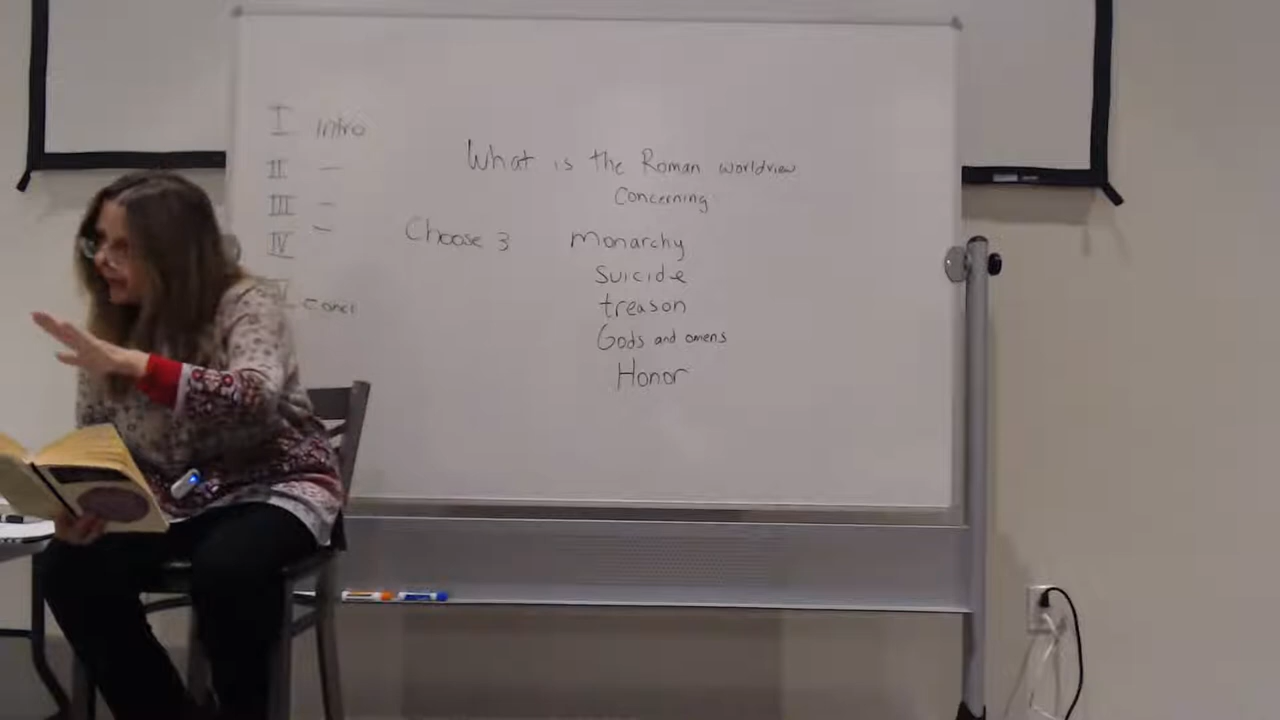 I Intro
II —
III –
IV –
V Concl
What is the Roman worldview
Concerning
Choose 3
Monarchy
Suicide
treason
Gods and omens
Honor